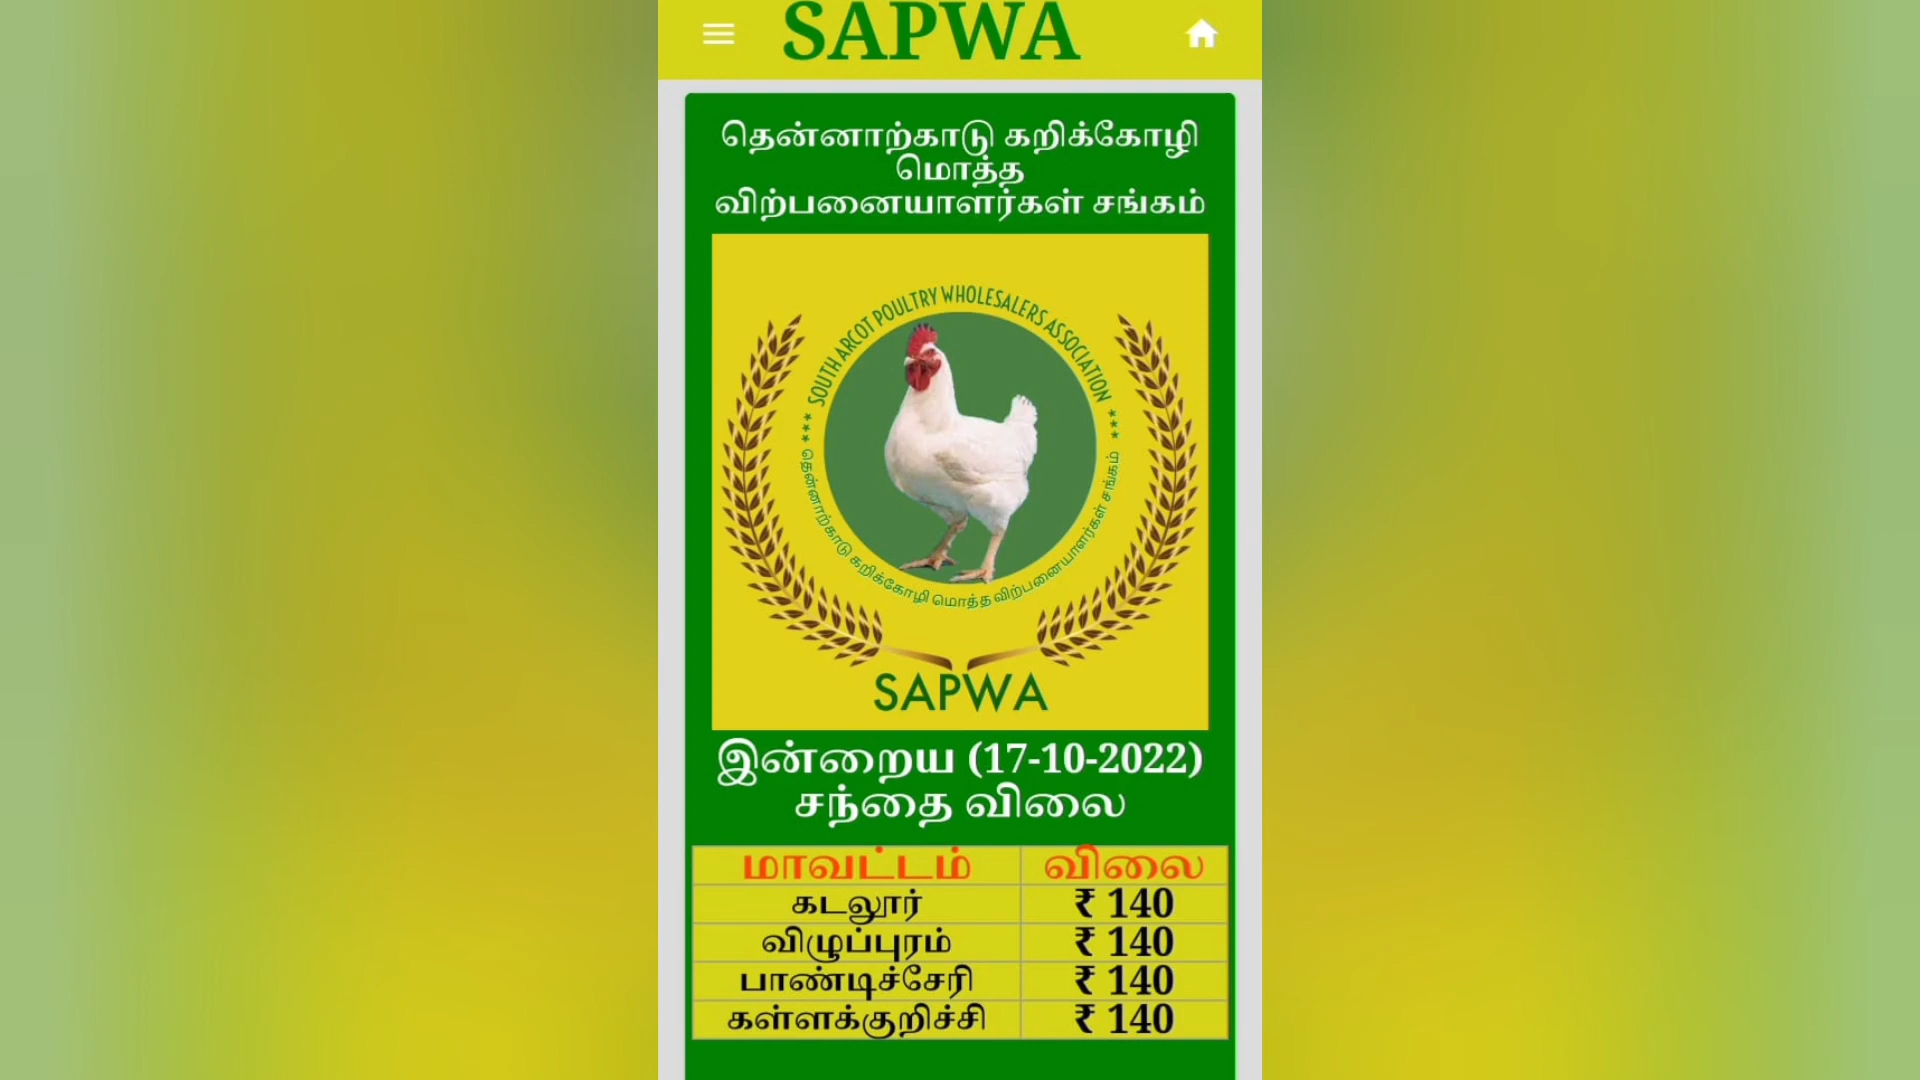 SAPWA
தென்னாற்காடு கறிக்கோழி
மொத்த
விற்பனையாளர்கள் சங்கம்
*** SOUTH ARCOT POULTRY WHOLESALERS ASSOCIATION ***
தென்னாற்காடு கறிக்கோழி மொத்த விற்பனையாளர்கள் சங்கம்
SAPWA
இன்றைய (17-10-2022)
சந்தை விலை
மாவட்டம் விலை
கடலூர் ₹ 140
விழுப்புரம் ₹ 140
பாண்டிச்சேரி ₹ 140
கள்ளக்குறிச்சி ₹ 140